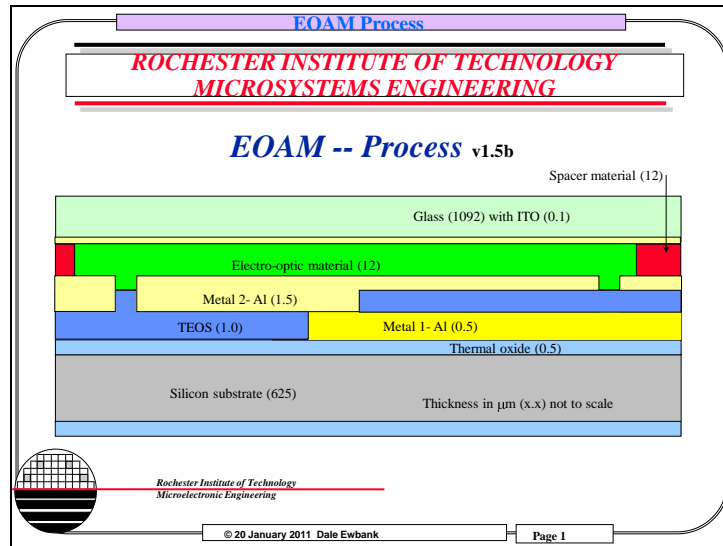 EOAM Process
ROCHESTER INSTITUTE OF TECHNOLOGY
MICROSYSTEMS ENGINEERING
EOAM -- Process v1.5b
Spacer material (12)
Glass (1092) with ITO (0.1)
Electro-optic material (12)
Metal 2- Al (1.5)
TEOS (1.0)
Metal 1- Al (0.5)
Thermal oxide (0.5)
Silicon substrate (625)
Thickness in μm (x.x) not to scale
Rochester Institute of Technology
Microelectronic Engineering
© 20 January 2011 Dale Ewbank
Page 1